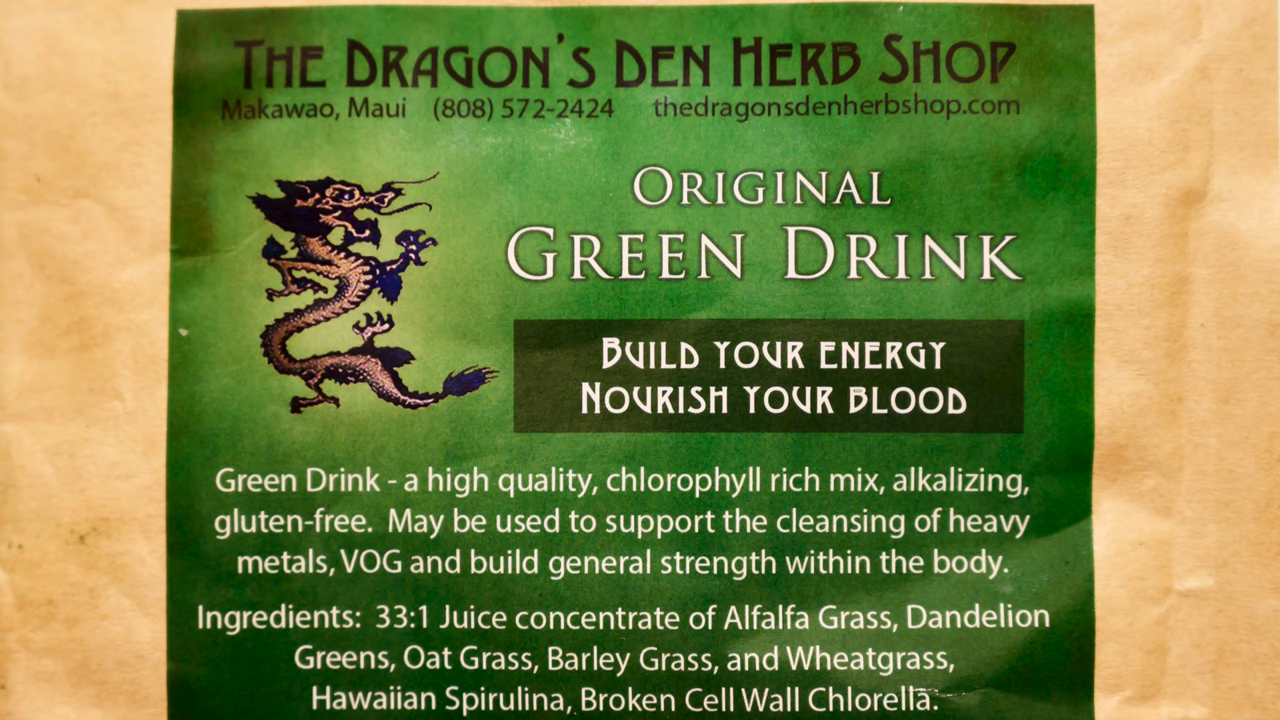 The Dragon's Den Herb Shop
Makawao, Maui (808) 572-2424 thedragonsdenherbshop.com
Original
Green Drink
Build your energy
Nourish your blood
Green Drink - a high quality, chlorophyll rich mix, alkalizing,
gluten-free. May be used to support the cleansing of heavy
metals, VOG and build general strength within the body.
Ingredients: 33:1 Juice concentrate of Alfalfa Grass, Dandelion
Greens, Oat Grass, Barley Grass, and Wheatgrass,
Hawaiian Spirulina, Broken Cell Wall Chlorella.